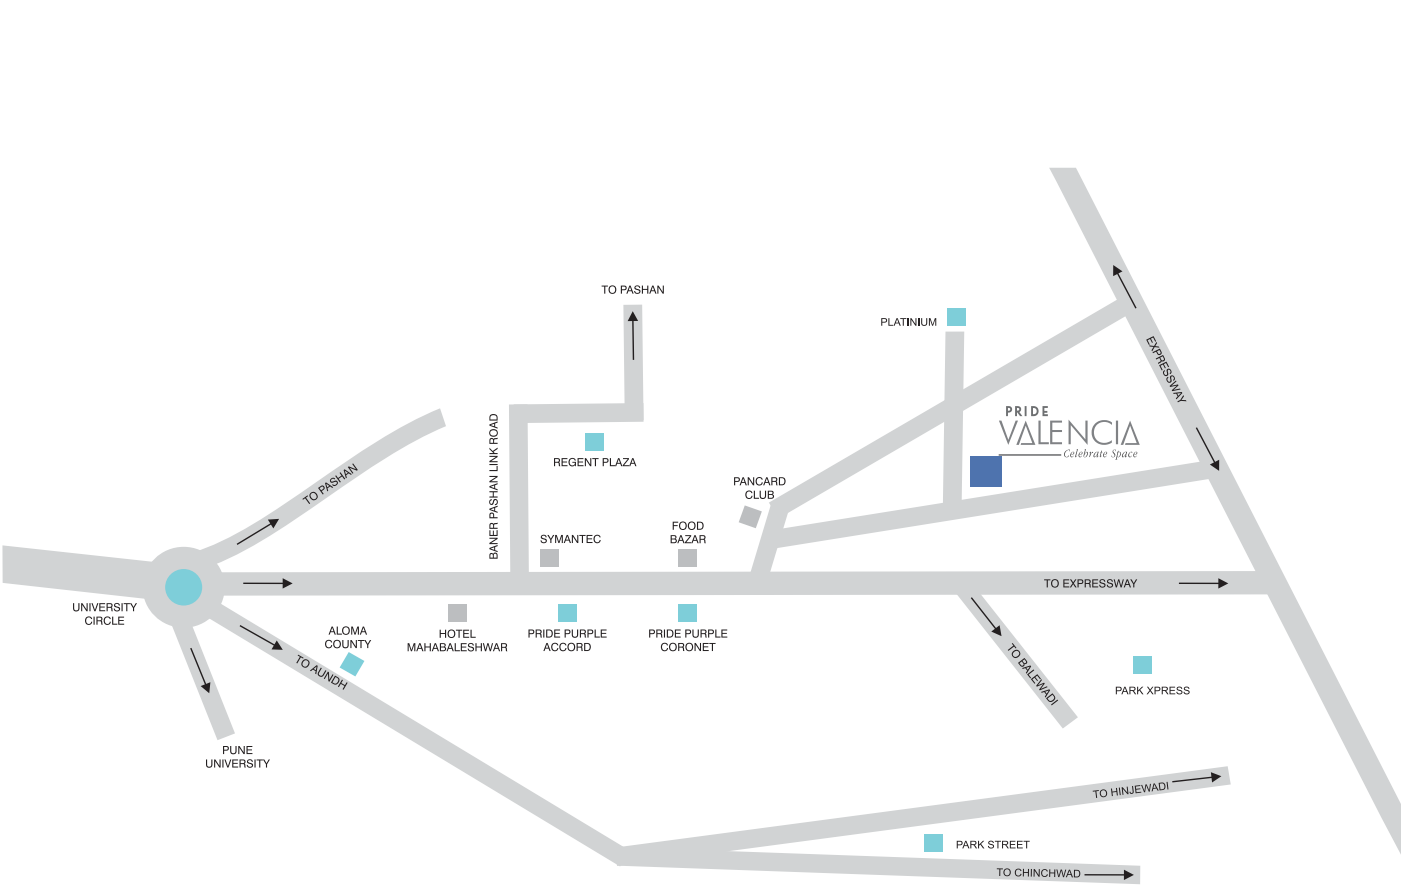 TO PASHAN
PLATINIUM
EXPRESSWAY
PRIDE
VALENCIA
Celebrate Space
BANER PASHAN LINK ROAD
REGENT PLAZA
TO PASHAN
PANCARD
CLUB
SYMANTEC
FOOD
BAZAR
TO EXPRESSWAY
UNIVERSITY
CIRCLE
ALOMA
COUNTY
HOTEL
MAHABALESHWAR
PRIDE PURPLE
ACCORD
PRIDE PURPLE
CORONET
TO AUNDH
TO BALEWADI
PARK XPRESS
PUNE
UNIVERSITY
TO HINJEWADI
PARK STREET
TO CHINCHWAD